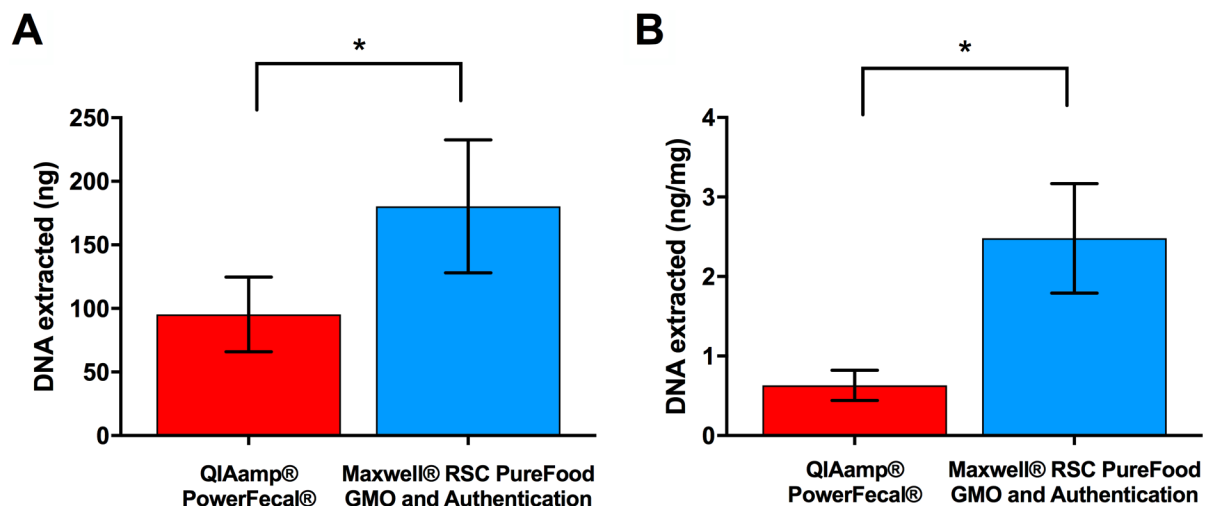 A
*
DNA extracted (ng)
250
200
150
100
50
0
QIAamp®
PowerFecal®
Maxwell® RSC PureFood
GMO and Authentication
B
*
DNA extracted (ng/mg)
4
3
2
1
0
QIAamp®
PowerFecal®
Maxwell® RSC PureFood
GMO and Authentication